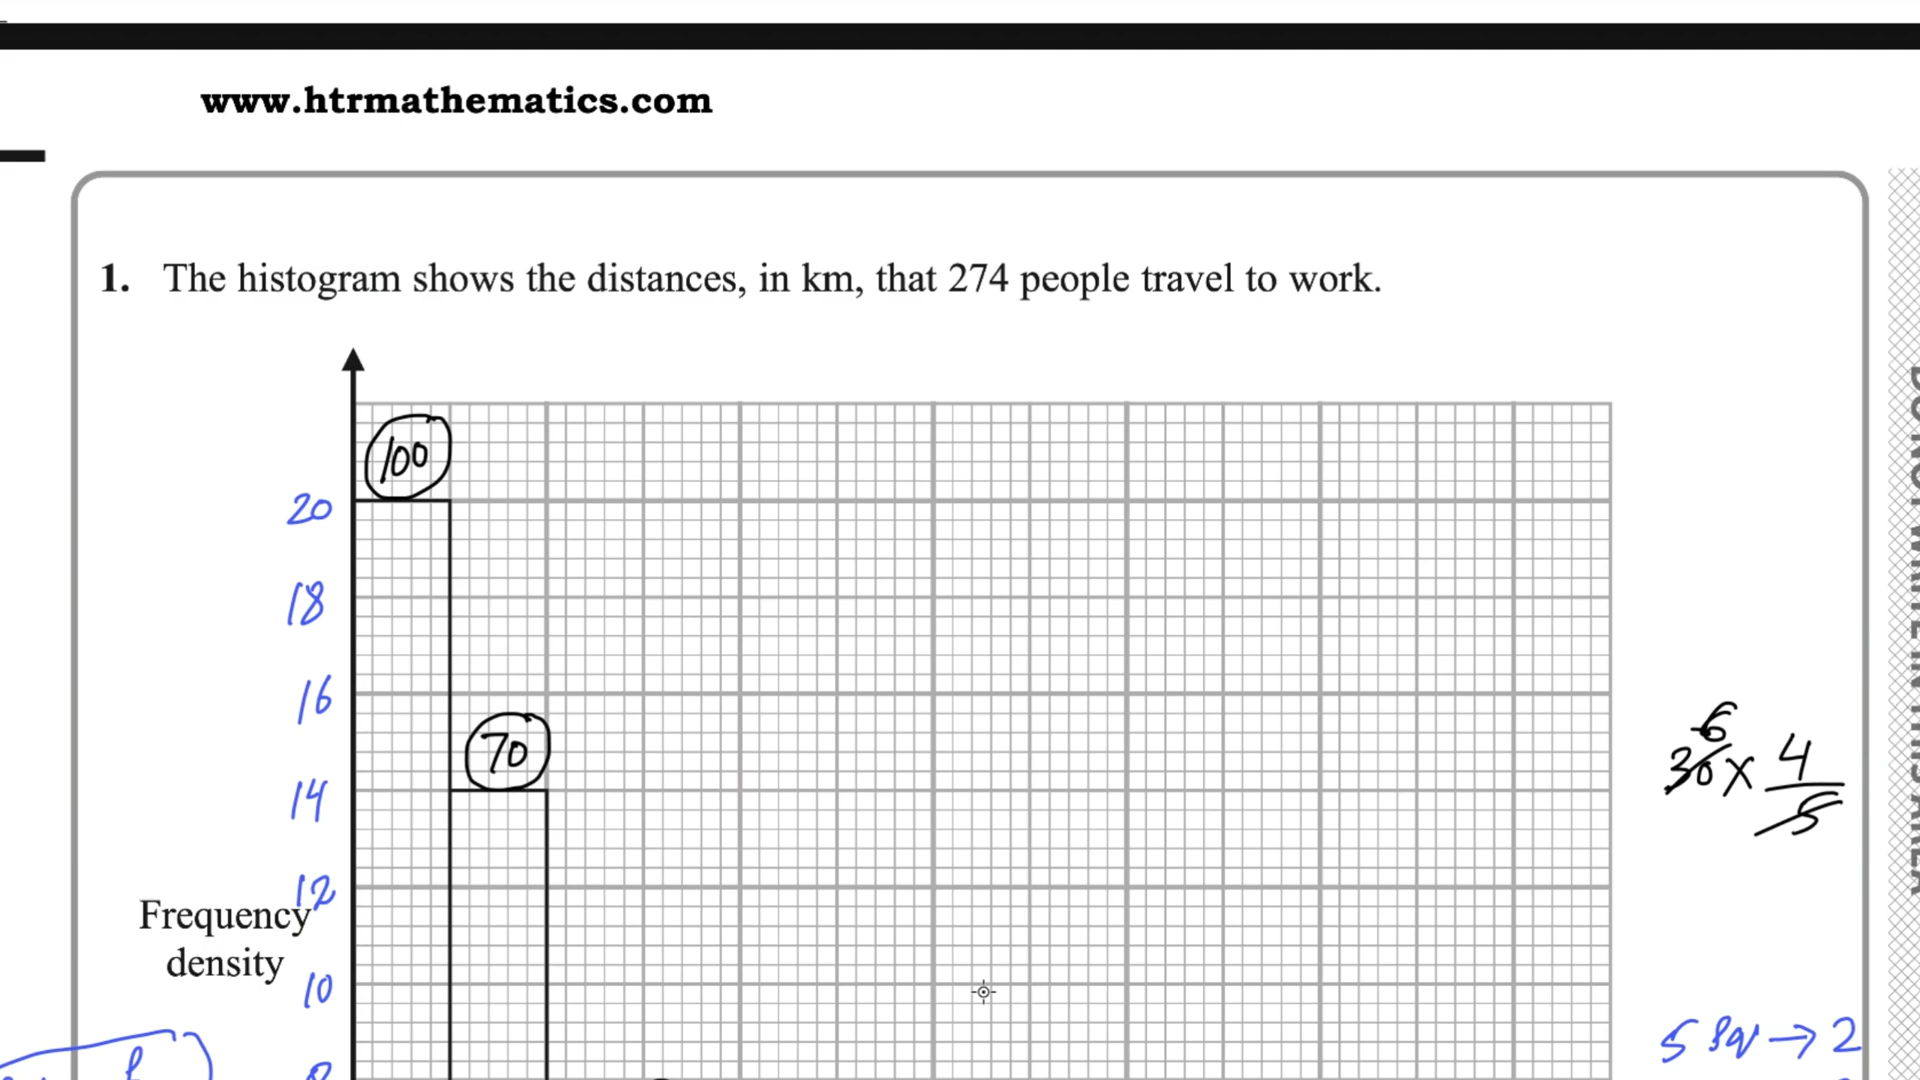 www.htrmathematics.com
1. The histogram shows the distances, in km, that 274 people travel to work.
100
20
18
16
70
6
30 x 4
5
14
12
Frequency
density
10
5 sq → 2
8